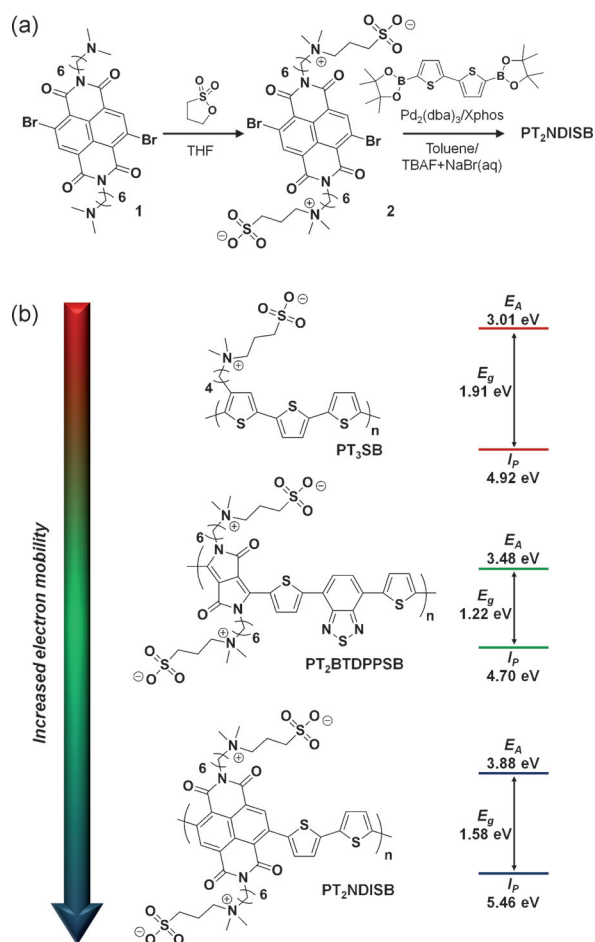 (a)
N
6
O N O
Br
Br
O N O
6
N
1
O O
S
O
THF
O
O S O ⊖
N
⊕
6
O N O
Br
Br
O N O
6
N
⊕
⊖ O S O
O
2
O B S S B O
O O
Pd2(dba)3/Xphos
Toluene/
TBAF+NaBr(aq)
PT2NDISB
(b)
Increased electron mobility
O
O ⊖
S
O
N
⊕
4
S S S
n
PT3SB
EA
3.01 eV
Eg
1.91 eV
IP
4.92 eV
O
O ⊖
S
O
N
⊕
6
N O
O N
S
N S N
S
n
6
O
S
⊖ O O
N
⊕
PT2BTDPPSB
EA
3.48 eV
Eg
1.22 eV
IP
4.70 eV
O
O ⊖
S
O
N
⊕
6
O N O
S
S
n
O N O
6
O
S
⊖ O O
N
⊕
PT2NDISB
EA
3.88 eV
Eg
1.58 eV
IP
5.46 eV